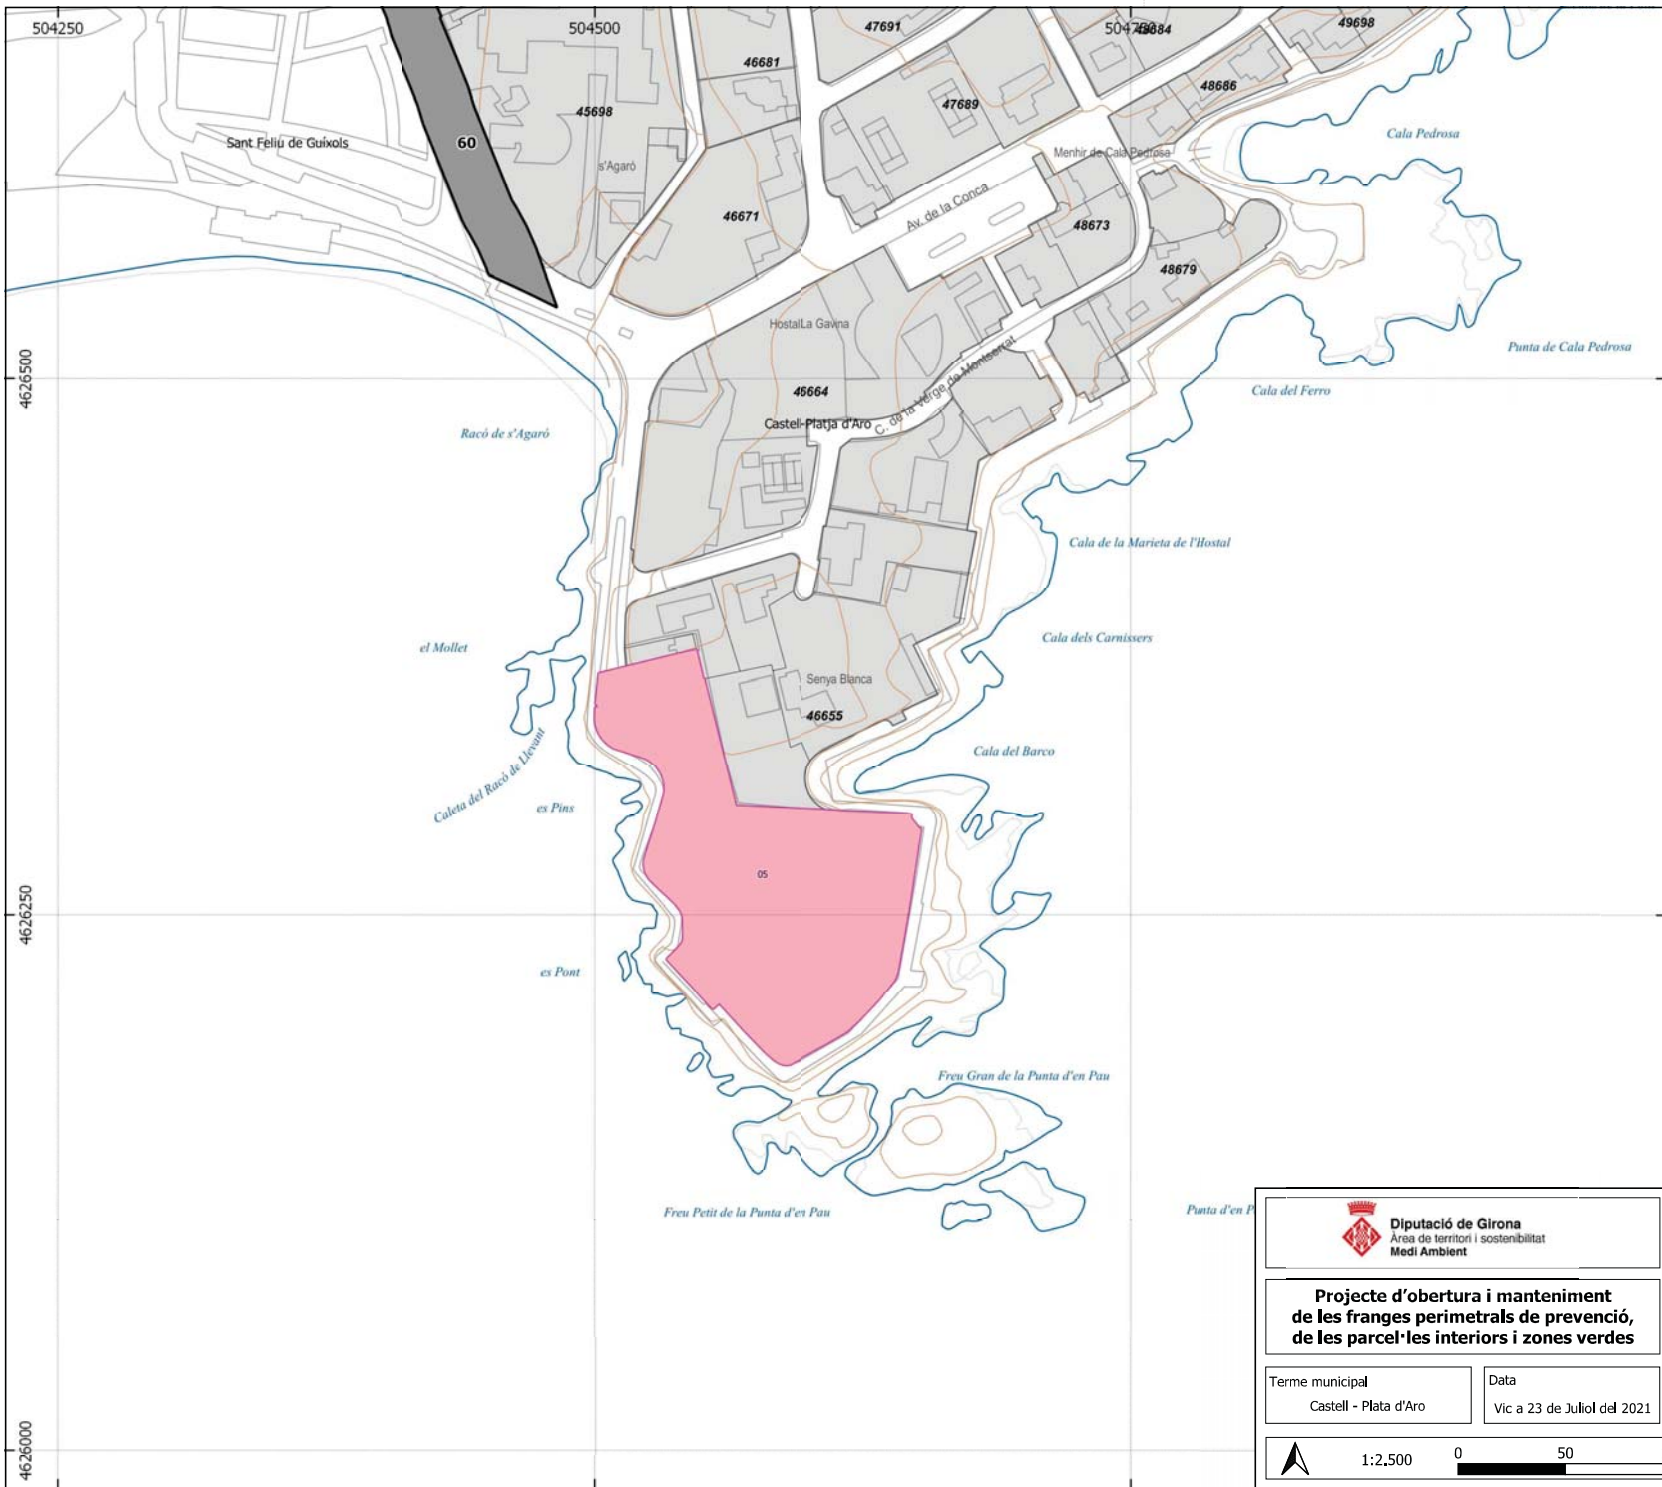 504250
504500
504750
47691
49698
48684
46681
48686
45698
47689
60
Sant Feliu de Guíxols
Cala Pedrosa
Menhir de Cala Pedrosa
s'Agaró
Av. de la Conca
46671
48673
48679
HostalLa Gavina
Punta de Cala Pedrosa
4626500
45664
C. de la Verge de Montserrat
Cala del Ferro
Castell-Platja d'Aro
Racó de s'Agaró
Cala de la Marieta de l'Hostal
Cala dels Carnissers
el Mollet
Senya Blanca
46655
Cala del Barco
Caleta del Racó de Llevant
es Pins
05
4626250
es Pont
Freu Gran de la Punta d'en Pau
Freu Petit de la Punta d'en Pau
Punta d'en P
Diputació de Girona
Àrea de territori i sostenibilitat
Medi Ambient
Projecte d'obertura i manteniment
de les franges perimetrals de prevenció,
de les parcel·les interiors i zones verdes
Terme municipal
Castell - Plata d'Aro
Data
Vic a 23 de Juliol del 2021
4626000
1:2.500
0
50